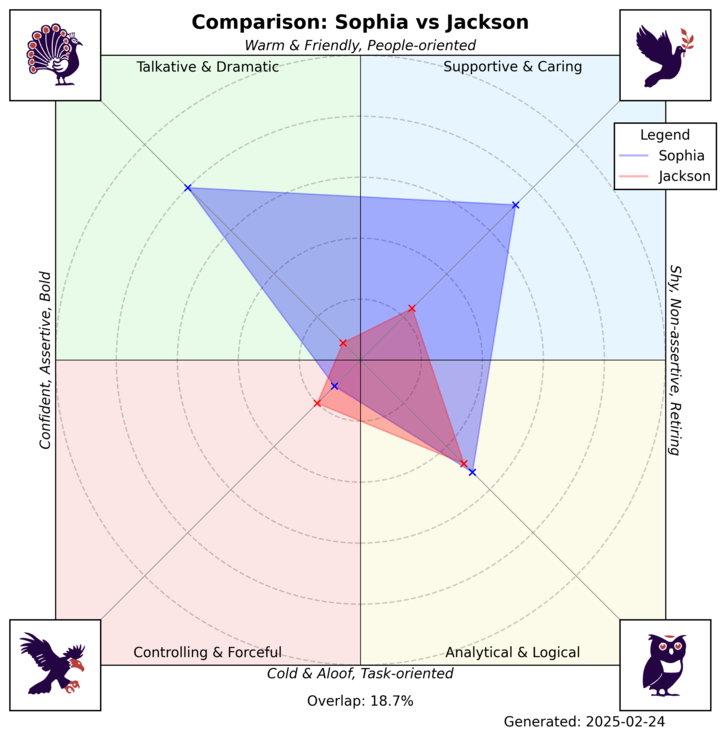 Comparison: Sophia vs Jackson
Warm & Friendly, People-oriented
Talkative & Dramatic
Supportive & Caring
Legend
Sophia
Jackson
Confident, Assertive, Bold
Shy, Non-assertive, Retiring
Controlling & Forceful
Analytical & Logical
Cold & Aloof, Task-oriented
Overlap: 18.7%
Generated: 2025-02-24